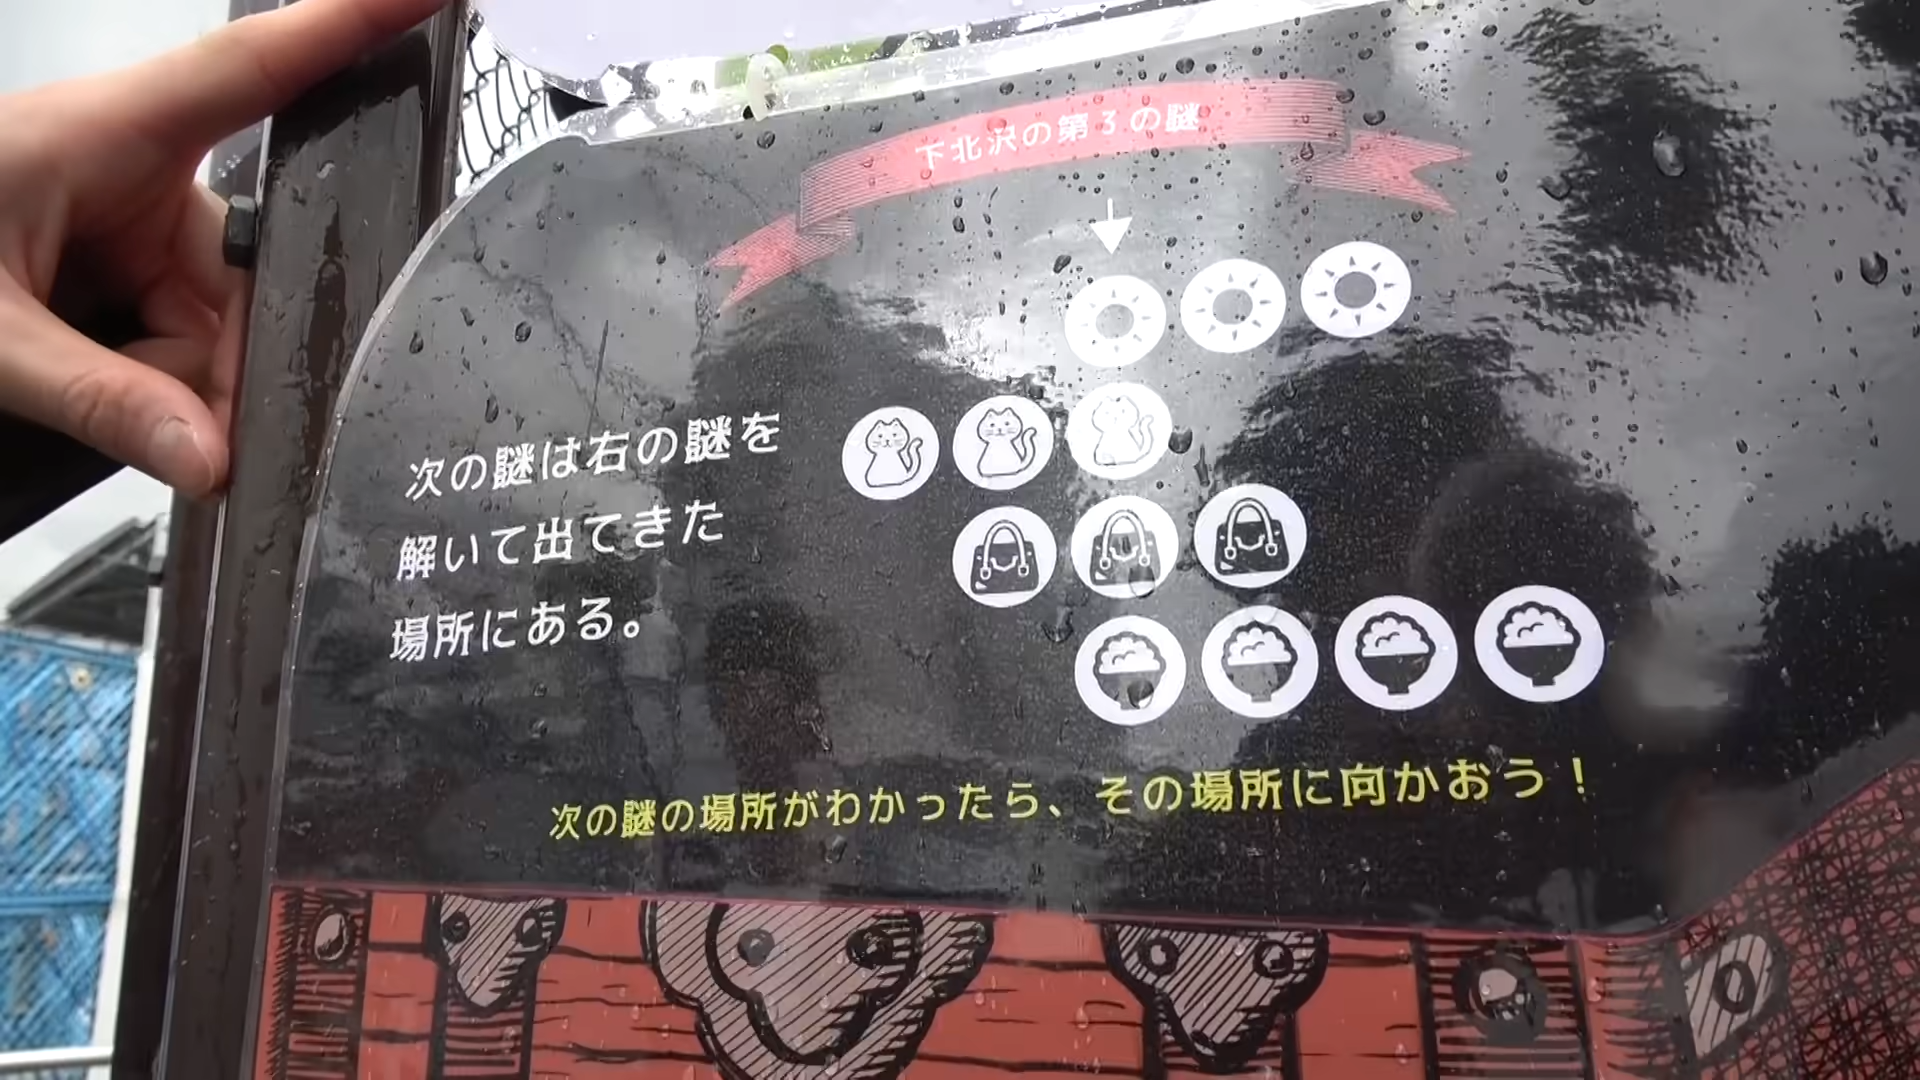 下北沢の第3の謎
次の謎は右の謎を
解いて出てきた
場所にある。
次の謎の場所がわかったら、その場所に向かおう！